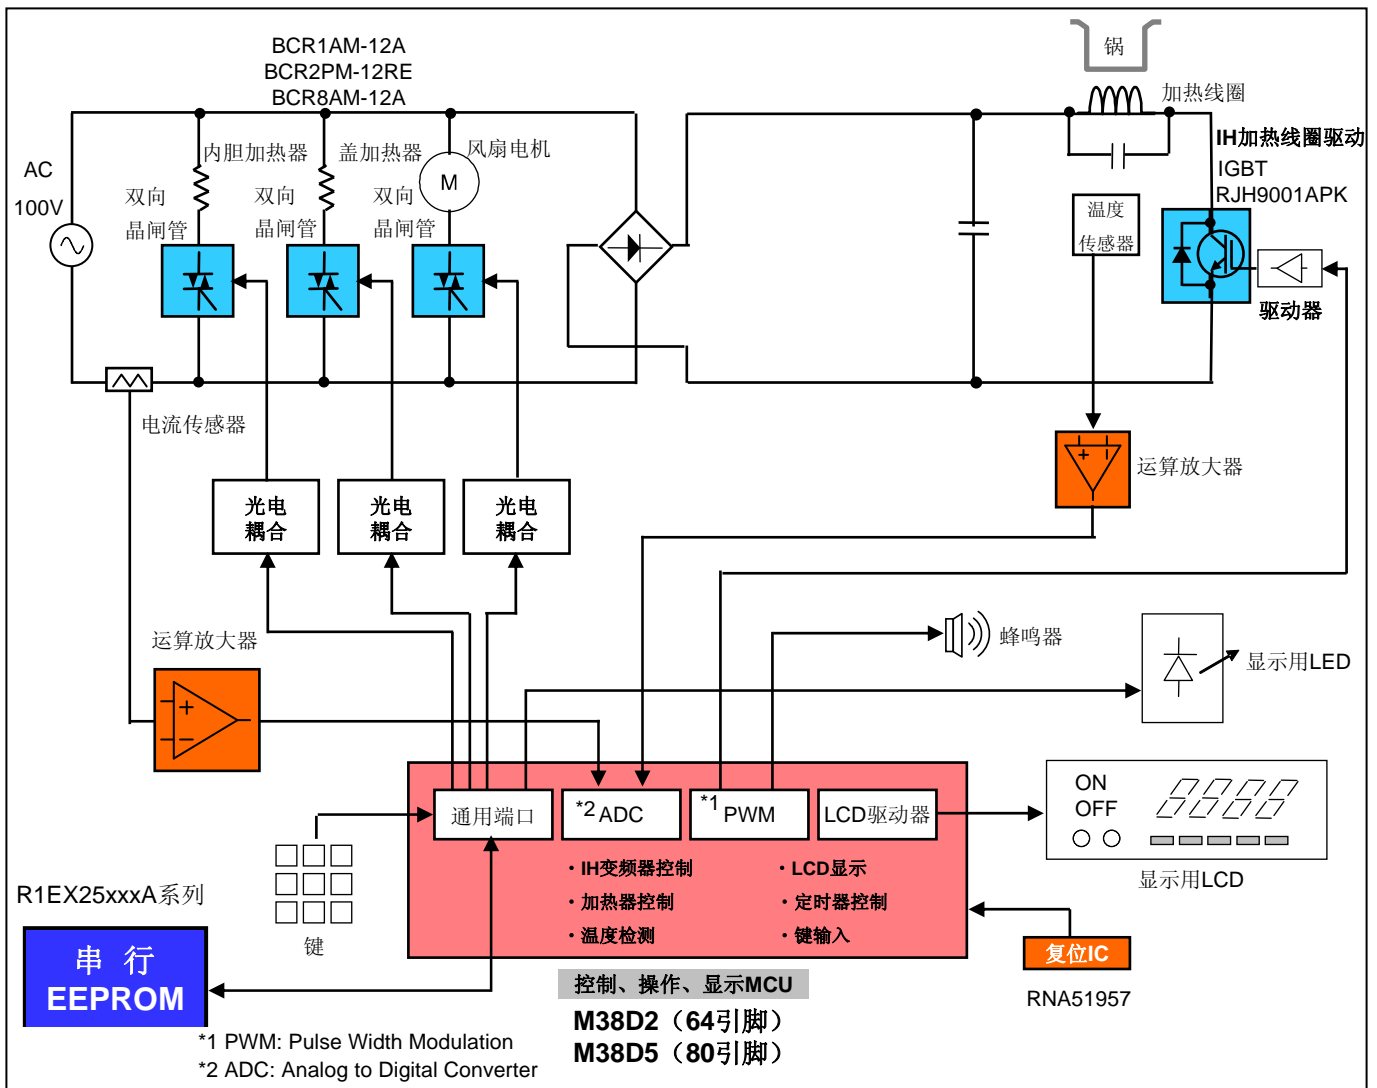 BCR1AM-12A
BCR2PM-12RE
BCR8AM-12A
锅
加热线圈
内胆加热器
盖加热器
风扇电机
IH加热线圈驱动
IGBT
RJH9001APK
AC
100V
双向
晶闸管
双向
晶闸管
双向
晶闸管
M
温度
传感器
驱动器
电流传感器
运算放大器
光电
耦合
光电
耦合
光电
耦合
运算放大器
蜂鸣器
显示用LED
通用端口
*2 ADC
*1 PWM
LCD驱动器
ON
OFF
8888
显示用LCD
・IH变频器控制
・加热器控制
・温度检测
・LCD显示
・定时器控制
・键输入
键
R1EX25xxxA系列
串 行
EEPROM
复位IC
RNA51957
控制、操作、显示MCU
M38D2（64引脚）
M38D5（80引脚）
*1 PWM: Pulse Width Modulation
*2 ADC: Analog to Digital Converter